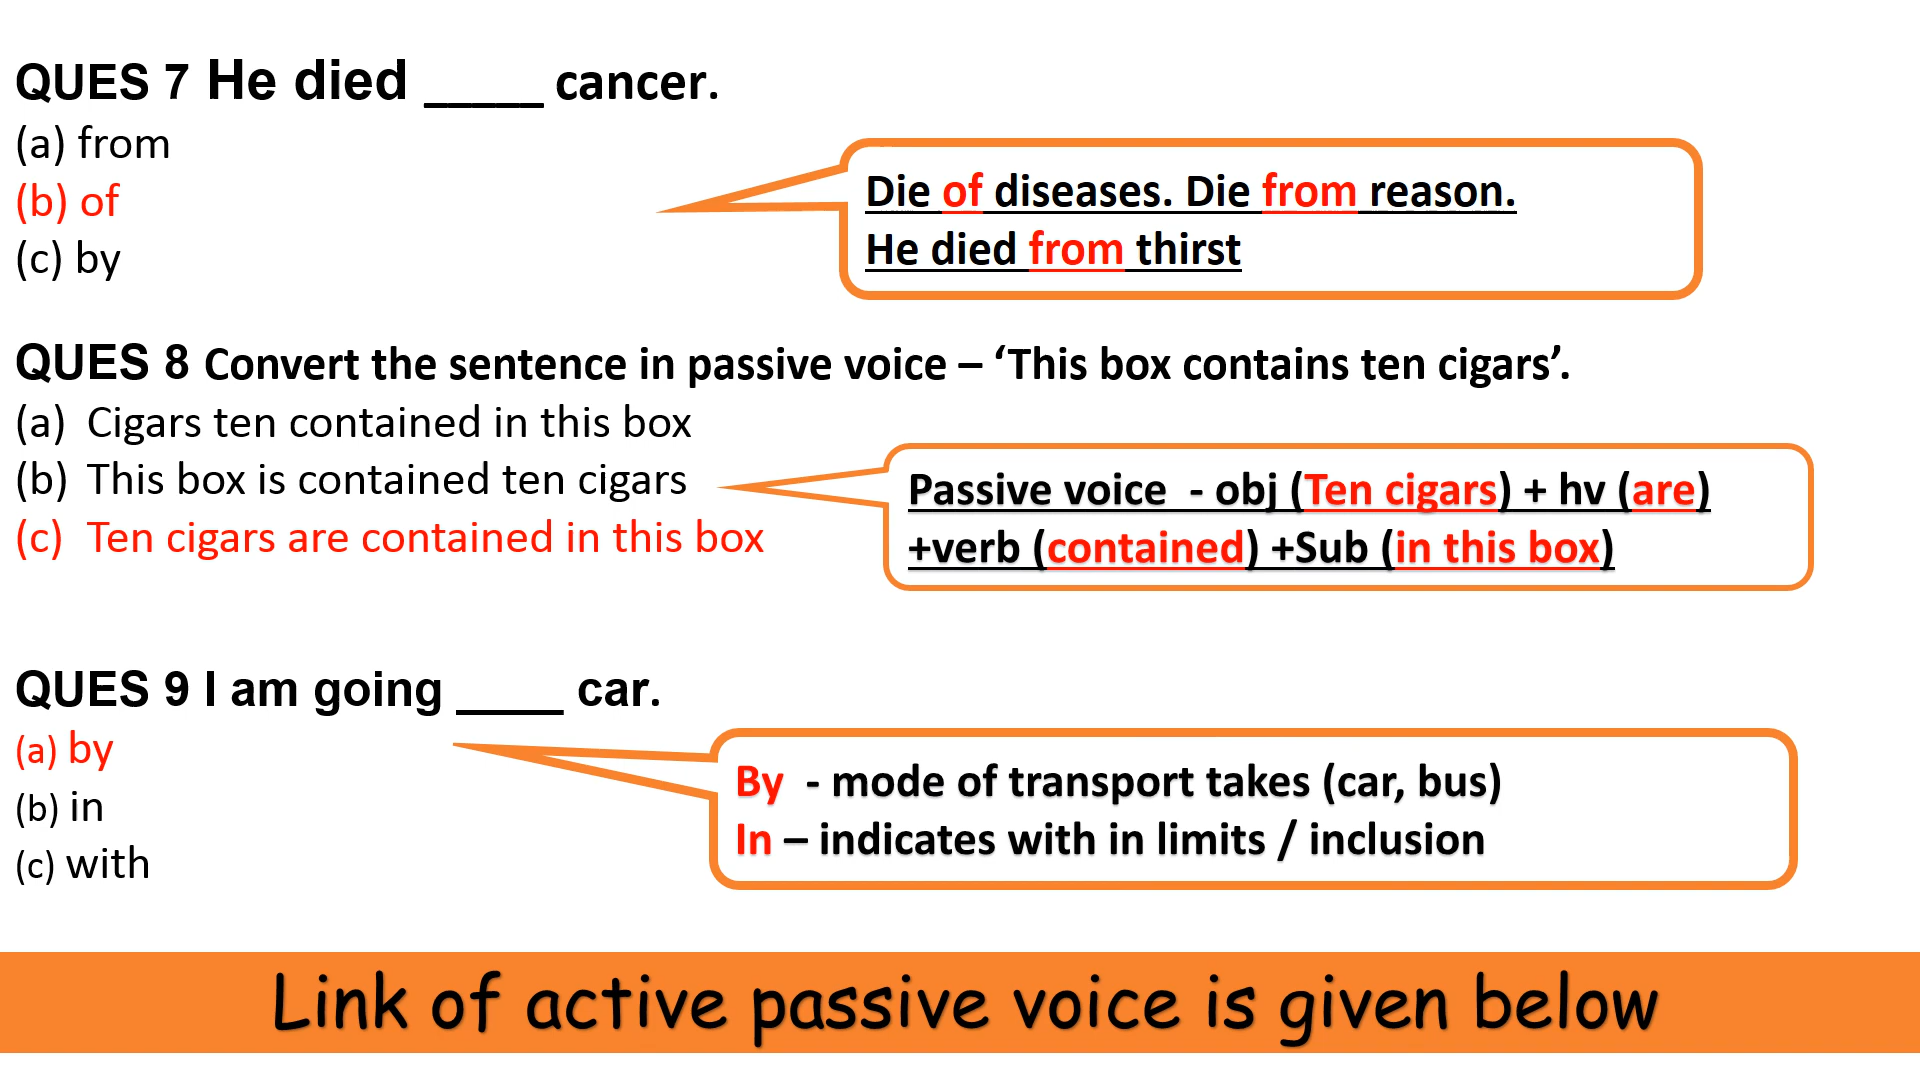 QUES 7 He died _____ cancer.
(a) from
(b) of
(c) by
Die of diseases. Die from reason.
He died from thirst
QUES 8 Convert the sentence in passive voice – ‘This box contains ten cigars’.
(a) Cigars ten contained in this box
(b) This box is contained ten cigars
(c) Ten cigars are contained in this box
Passive voice - obj (Ten cigars) + hv (are)
+verb (contained) +Sub (in this box)
QUES 9 I am going ____ car.
(a) by
(b) in
(c) with
By - mode of transport takes (car, bus)
In – indicates with in limits / inclusion
Link of active passive voice is given below